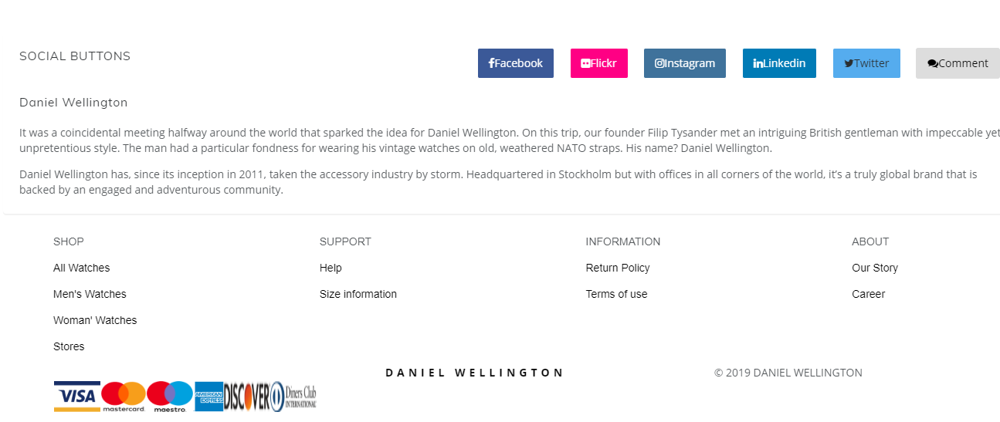 SOCIAL BUTTONS
Facebook
Flickr
Instagram
Linkedin
Twitter
Comment
Daniel Wellington
It was a coincidental meeting halfway around the world that sparked the idea for Daniel Wellington. On this trip, our founder Filip Tysander met an intriguing British gentleman with impeccable yet
unpretentious style. The man had a particular fondness for wearing his vintage watches on old, weathered NATO straps. His name? Daniel Wellington.
Daniel Wellington has, since its inception in 2011, taken the accessory industry by storm. Headquartered in Stockholm but with offices in all corners of the world, it’s a truly global brand that is
backed by an engaged and adventurous community.
SHOP
All Watches
Men's Watches
Woman' Watches
Stores
SUPPORT
Help
Size information
INFORMATION
Return Policy
Terms of use
ABOUT
Our Story
Career
VISA
mastercard.
maestro.
AMERICAN
EXPRESS
DISCOVER
Diners Club
INTERNATIONAL
DANIEL WELLINGTON
© 2019 DANIEL WELLINGTON